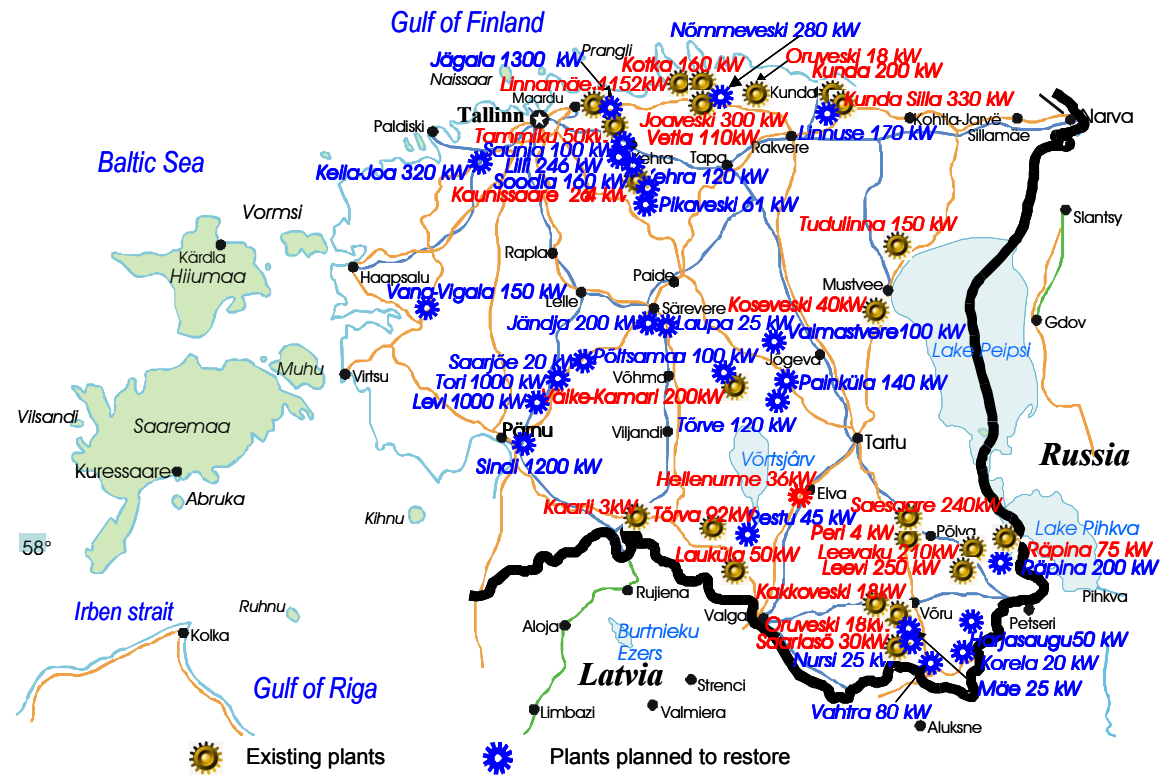 Gulf of Finland
Nõmmeveski 280 kW
Prangli
Oruveski 18 kW
Jägala 1300 kW
Kotka 160 kW
Kunda 200 kW
Naissaar
Linnamäe 1152kW
Maardu
Kunda
Kunda Silla 330 kW
Tallinn
Joaveski 300 kW
Kohtla-Jarvë
Narva
Paldiski
Tammiku 50kW
Vetla 110kW
Linnuse 170 kW
Sillamäe
Saunja 100 kW
Rakvere
Baltic Sea
Kehra
Tapa
Keila-Joa 320 kW
Liili 246 kW
Soodla 160 kW
Kehra 120 kW
Kaunissaare 264 kW
Pikaveski 61 kW
Vormsi
Slantsy
Tudulinna 150 kW
Kärdla
Rapla
Hiiumaa
Haapsalu
Paide
Mustvee
Vana-Vigala 150 kW
Lelle
Särevere
Koseveski 40kW
Jändja 200 kW
Laupa 25 kW
Gdov
Vaimastvere100 kW
Lake Peipsi
Saarjõe 20 kW
Põltsamaa 100 kW
Jõgeva
Muhu
Virtsu
Tori 1000 kW
Võhma
Painküla 140 kW
Väike-Kamari 200kW
Levi 1000 kW
Vilsandi
Saaremaa
Pärnu
Viljandi
Tõrve 120 kW
Tartu
Russia
Sindi 1200 kW
Võrtsjârv
Kuressaare
Hellenurme 36kW
Abruka
Elva
Kaarli 3kW
Tõrva 92kW
Restu 45 kW
Saesaare 240kW
Kihnu
Peri 4 kW
Põlva
Lake Pihkva
58°
Lauküla 50kW
Leevaku 210kW
Räpina 75 kW
Leevi 250 kW
Räpina 200 kW
Rujiena
Kakkoveski 18kW
Pihkva
Irben strait
Ruhnu
Valga
Võru
Petseri
Kolka
Aloja
Burtnieku
Ezers
Oruveski 18kW
Saarlasõ 30kW
Harjasaugu50 kW
Nursi 25 kW
Korela 20 kW
Gulf of Riga
Latvia
Strenci
Mäe 25 kW
Limbazi
Valmiera
Vahtra 80 kW
Aluksne
Existing plants
Plants planned to restore